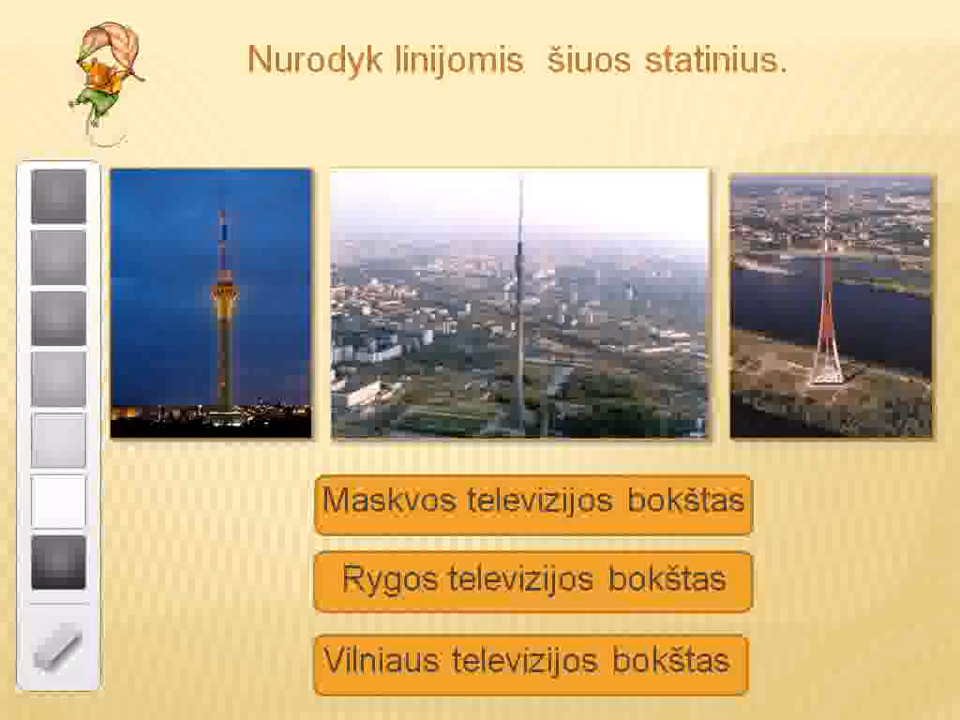 Nurodyk linijomis šiuos statinius.
Maskvos televizijos bokštas
Rygos televizijos bokštas
Vilniaus televizijos bokštas